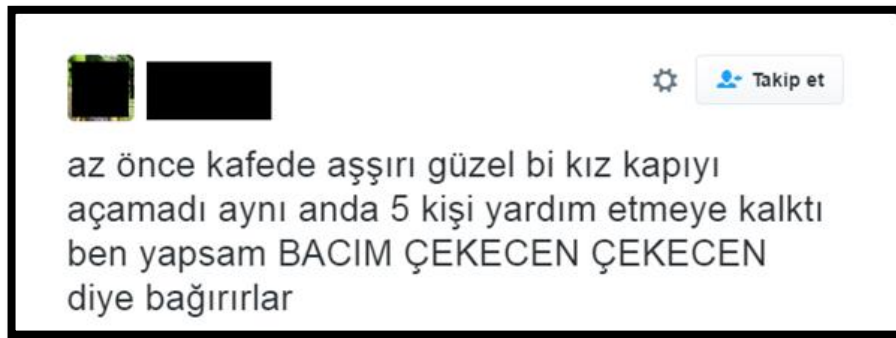 Takip et
az önce kafede aşşırı güzel bi kız kapıyı
açamadı aynı anda 5 kişi yardım etmeye kalktı
ben yapsam BACIM ÇEKECEN ÇEKECEN
diye bağırırlar